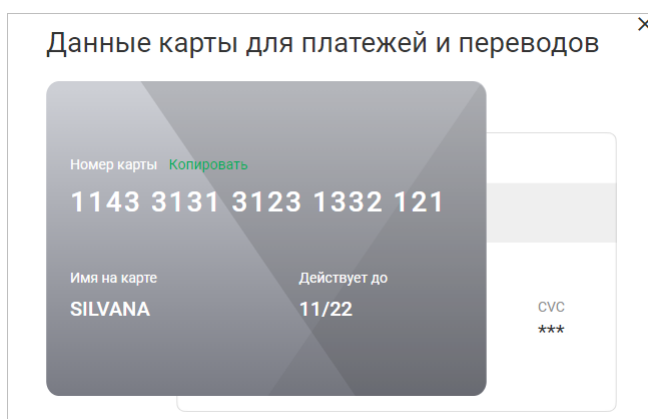 Данные карты для платежей и переводов
Номер карты Копировать
1143 3131 3123 1332 121
Имя на карте Действует до
SILVANA 11/22
CVC
***